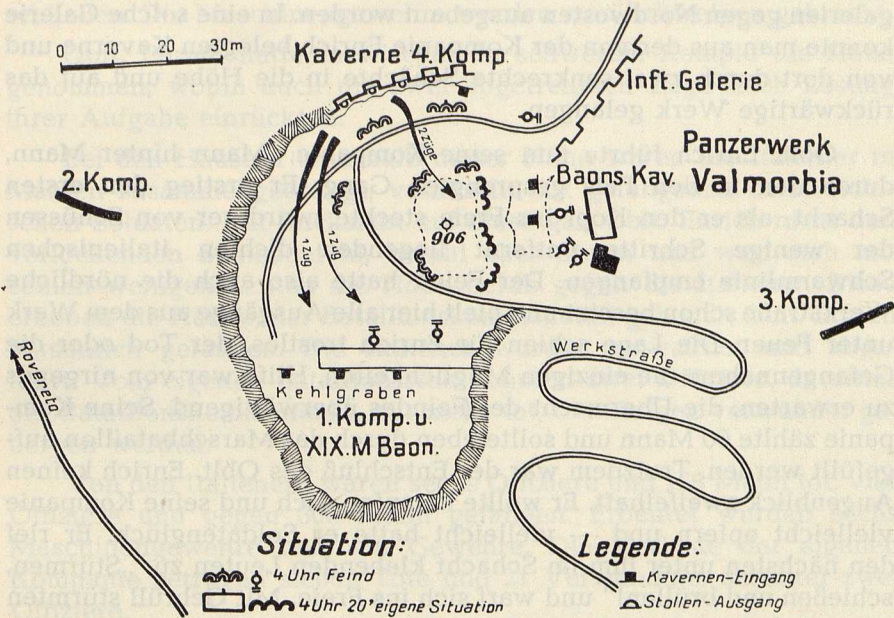 0 10 20 30m
Kaverne 4. Komp
Inft. Galerie
2 Züge
Panzerwerk
Valmorbia
Baons. Kav.
2. Komp.
906
1. Zug
2. Zug
3. Komp.
Werkstraße
n. Rovereto
Kehlgraben
1. Komp. u.
XIX. M Baon.
Situation:
4 Uhr Feind
4 Uhr 20' eigene Situation
Legende:
Kavernen-Eingang
Stollen-Ausgang